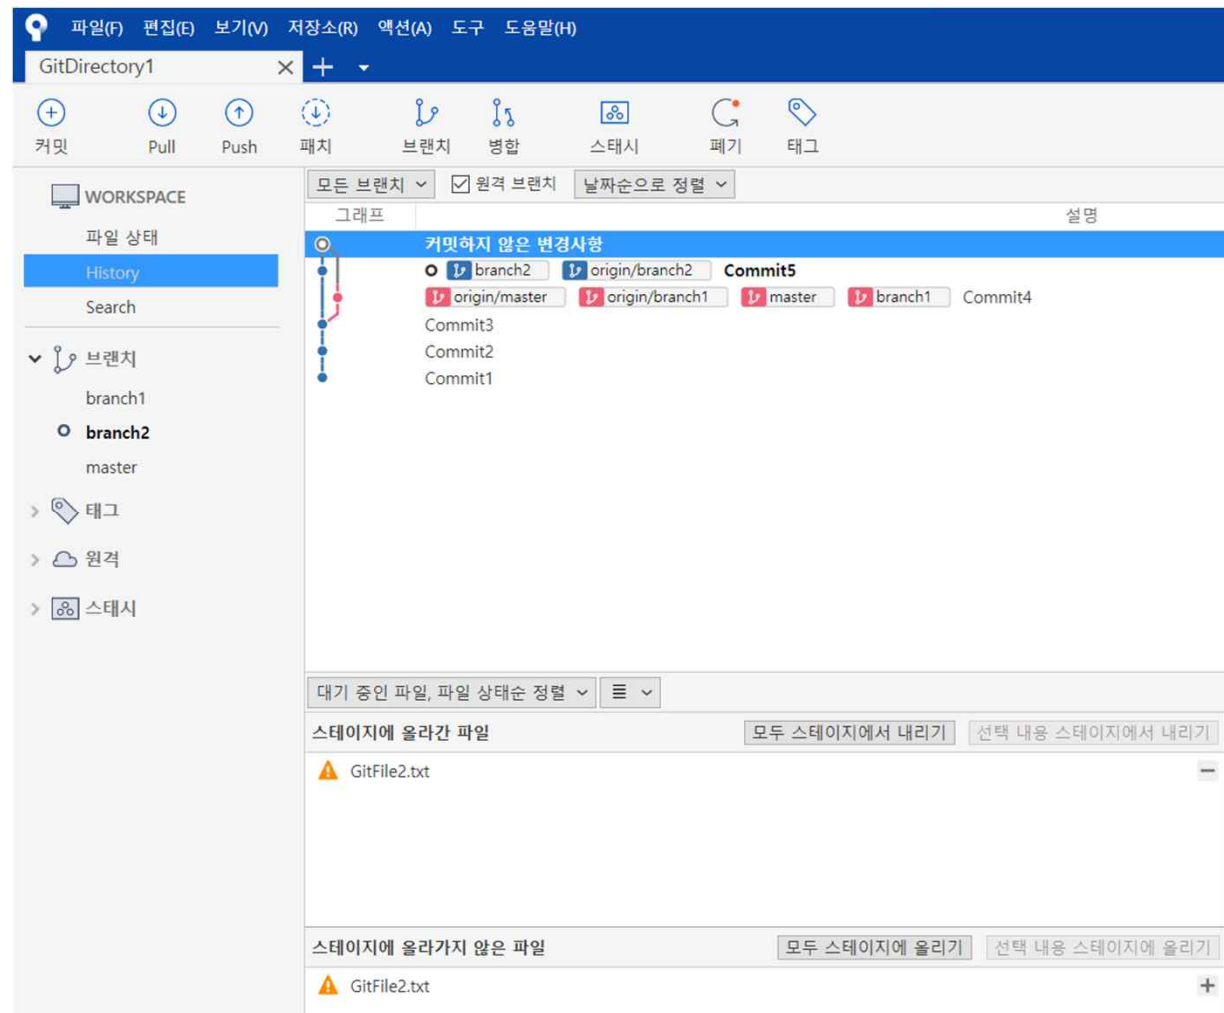 파일(F) 편집(E) 보기(V) 저장소(R) 액션(A) 도구 도움말(H)
GitDirectory1
커밋 Pull Push 패치 브랜치 병합 스태시 폐기 태그
WORKSPACE
파일 상태
History
Search
브랜치
branch1
branch2
master
태그
원격
스태시
모든 브랜치 원격 브랜치 날짜순으로 정렬
그래프 설명
커밋하지 않은 변경사항
branch2 origin/branch2 Commit5
origin/master origin/branch1 master branch1 Commit4
Commit3
Commit2
Commit1
대기 중인 파일, 파일 상태순 정렬
스테이지에 올라간 파일 모두 스테이지에서 내리기 선택 내용 스테이지에서 내리기
GitFile2.txt
스테이지에 올라가지 않은 파일 모두 스테이지에 올리기 선택 내용 스테이지에 올리기
GitFile2.txt